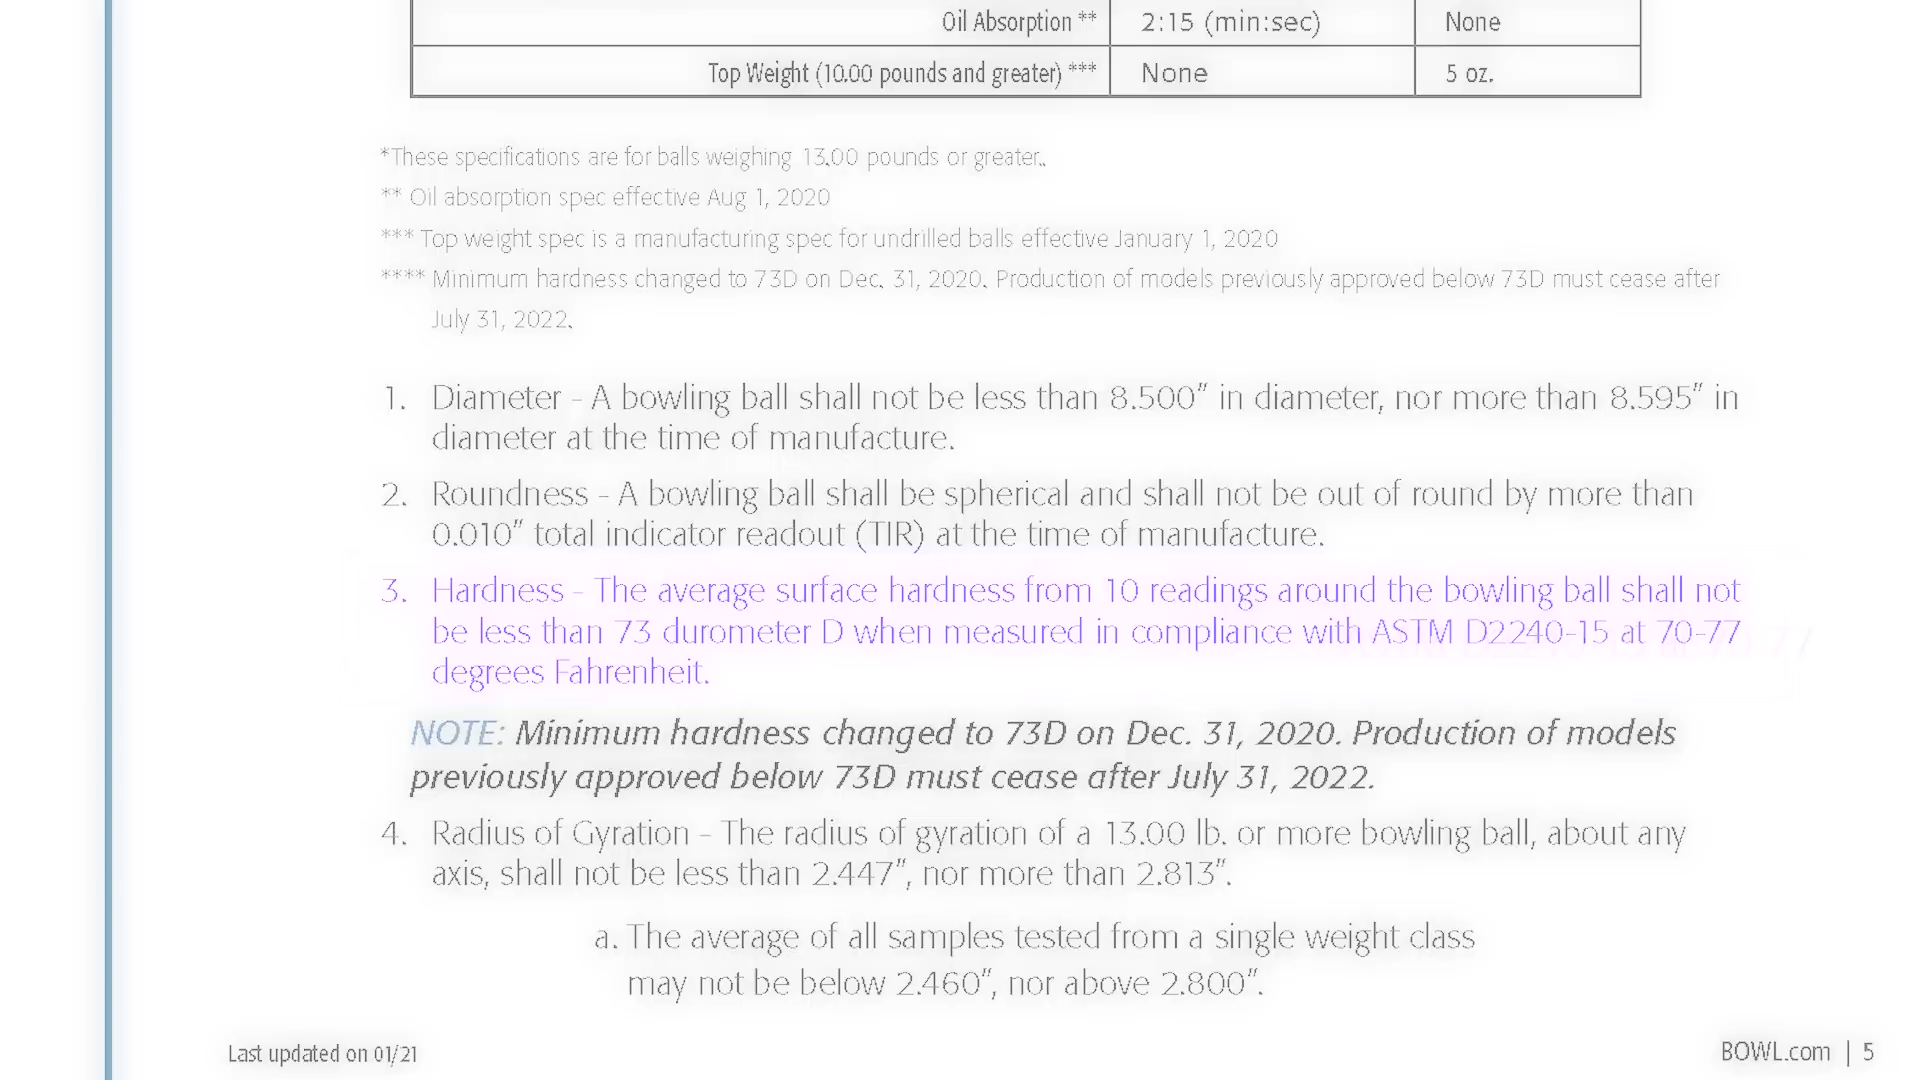 Oil Absorption ** 2:15 (min:sec) None
Top Weight (10.00 pounds and greater) *** None 5 oz.
*These specifications are for balls weighing 13.00 pounds or greater.
** Oil absorption spec effective Aug 1, 2020
*** Top weight spec is a manufacturing spec for undrilled balls effective January 1, 2020
**** Minimum hardness changed to 73D on Dec. 31, 2020. Production of models previously approved below 73D must cease after
July 31, 2022.
1. Diameter - A bowling ball shall not be less than 8.500" in diameter, nor more than 8.595" in
diameter at the time of manufacture.
2. Roundness - A bowling ball shall be spherical and shall not be out of round by more than
0.010" total indicator readout (TIR) at the time of manufacture.
3. Hardness - The average surface hardness from 10 readings around the bowling ball shall not
be less than 73 durometer D when measured in compliance with ASTM D2240-15 at 70-77
degrees Fahrenheit.
NOTE: Minimum hardness changed to 73D on Dec. 31, 2020. Production of models
previously approved below 73D must cease after July 31, 2022.
4. Radius of Gyration - The radius of gyration of a 13.00 lb. or more bowling ball, about any
axis, shall not be less than 2.447", nor more than 2.813".
a. The average of all samples tested from a single weight class
may not be below 2.460", nor above 2.800".
Last updated on 01/21
BOWL.com | 5